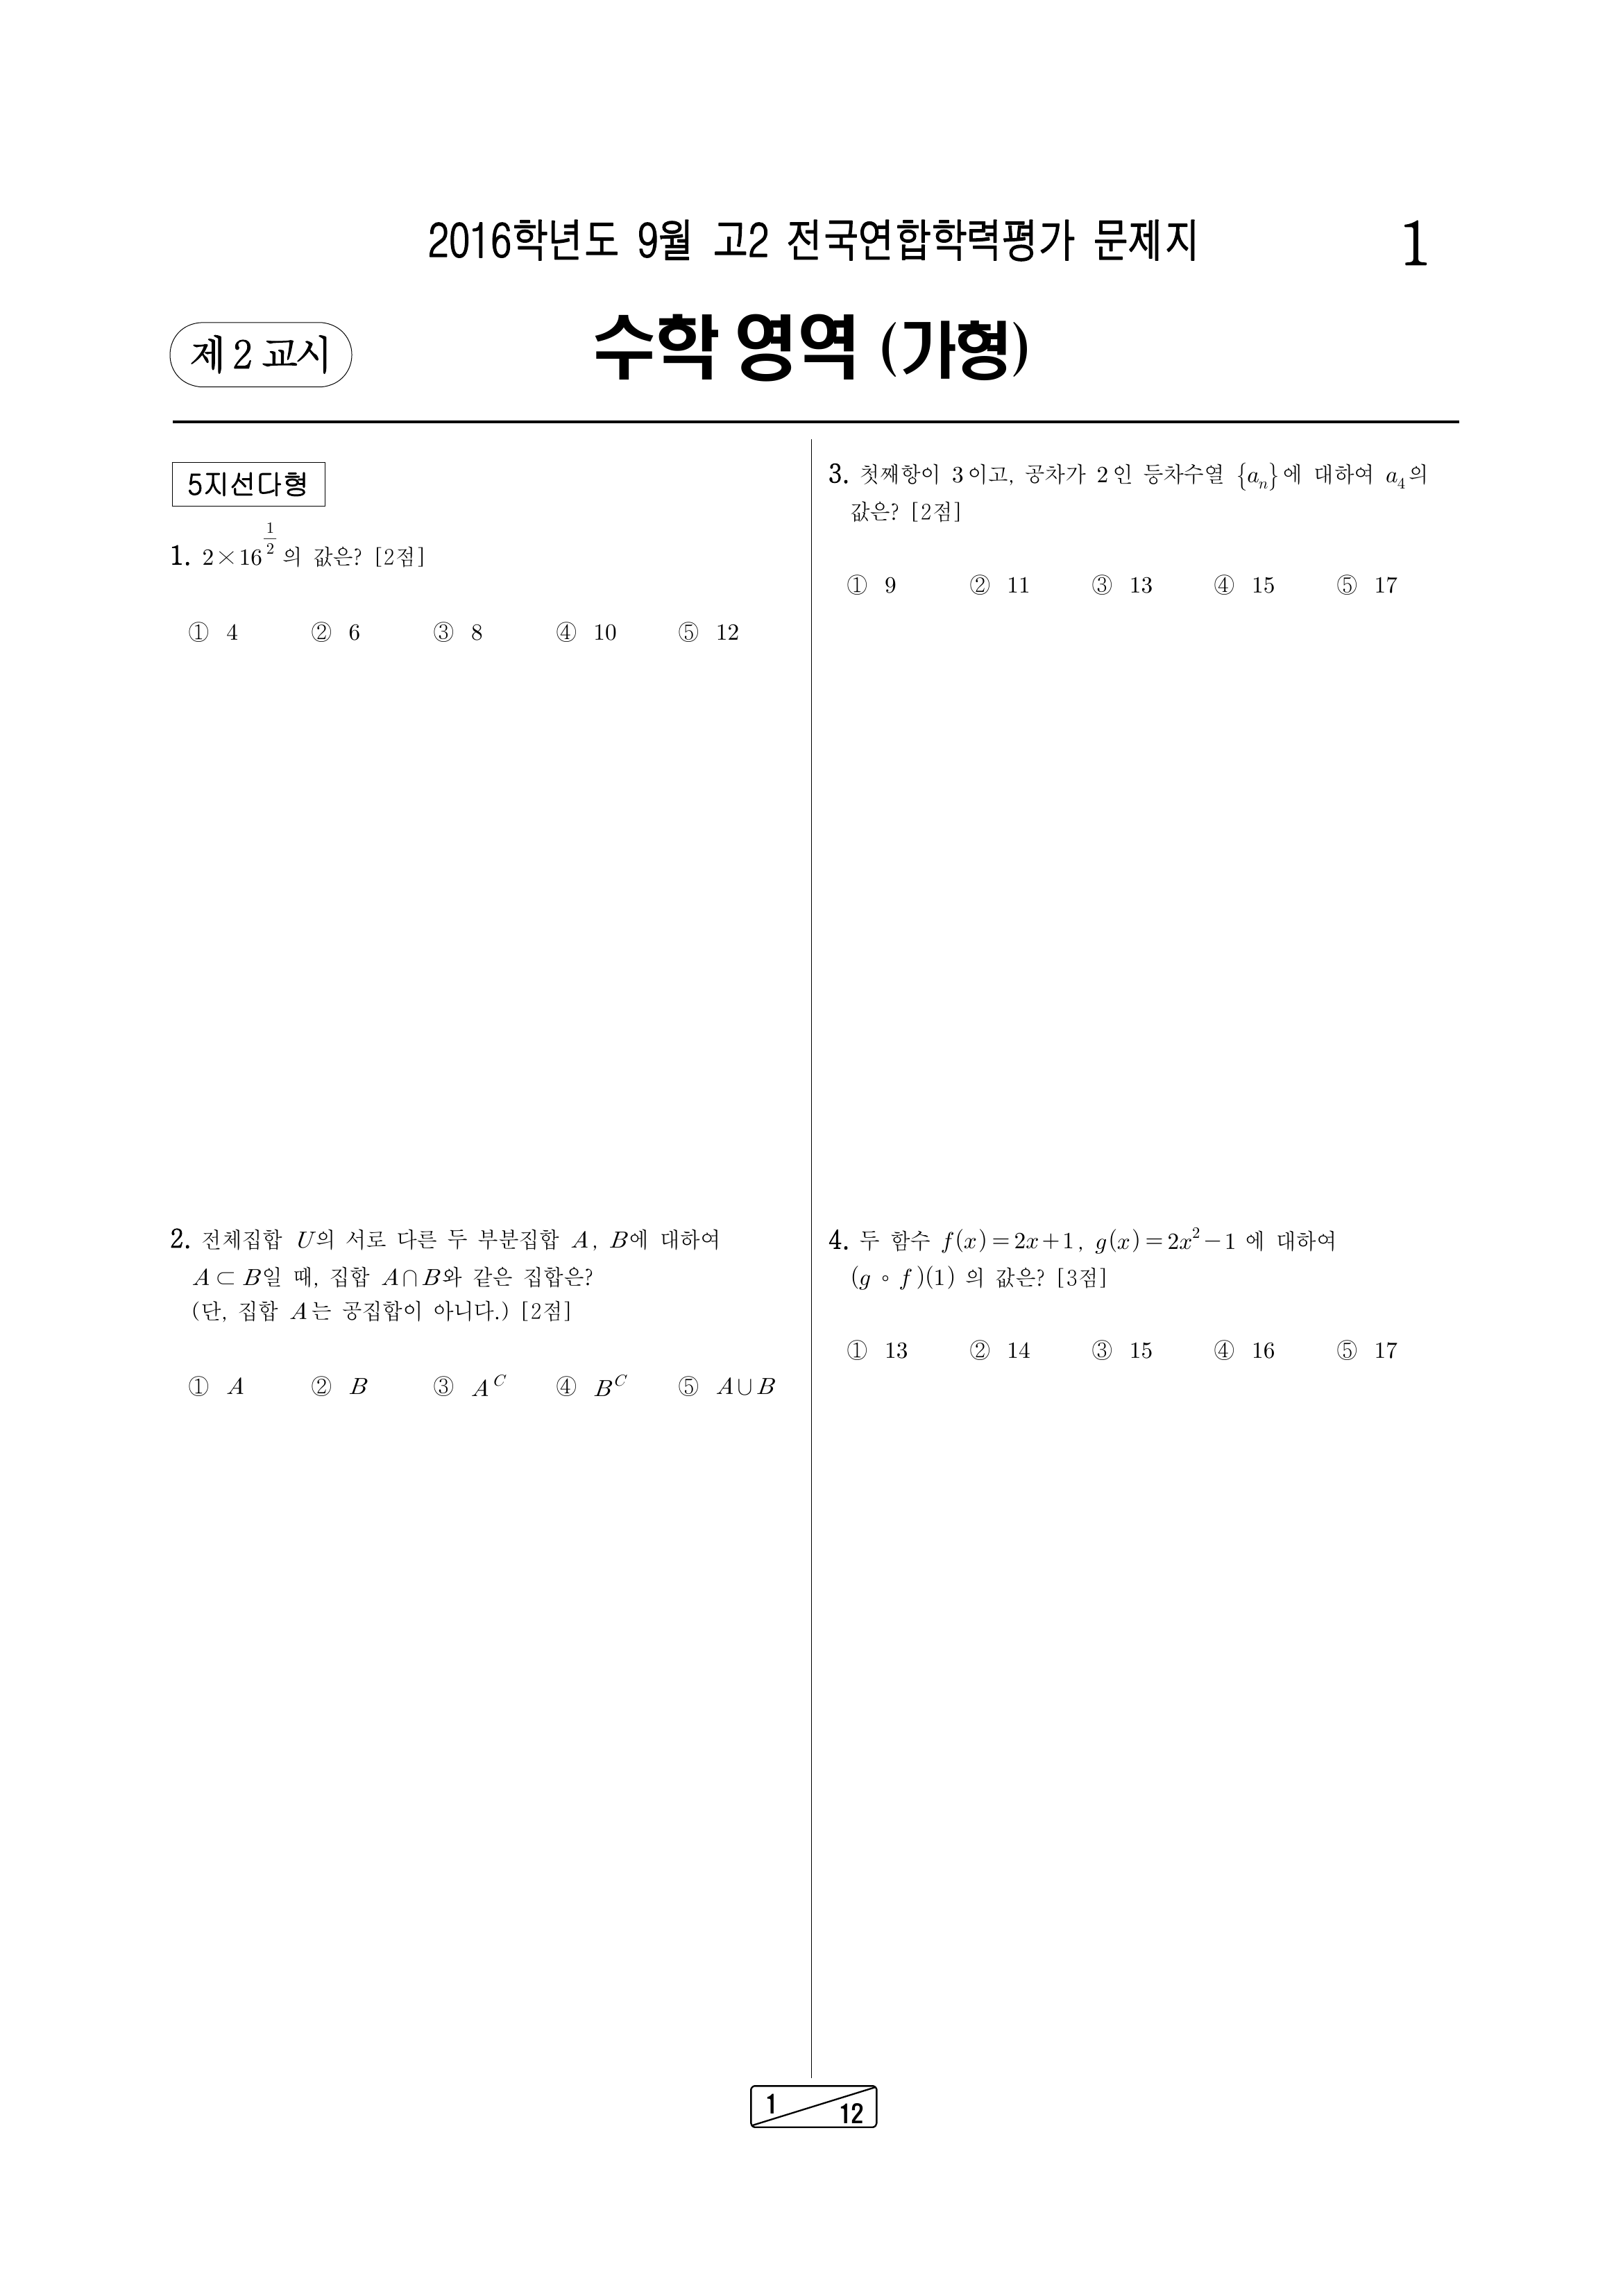 2016학년도 9월 고2 전국연합학력평가 문제지
1
제 2 교시
수학 영역 (가형)
5지선다형
1. 2×16^{\frac{1}{2}} 의 값은? [2점]
① 4 ② 6 ③ 8 ④ 10 ⑤ 12
2. 전체집합 U의 서로 다른 두 부분집합 A, B에 대하여
A⊂B일 때, 집합 A∩B와 같은 집합은?
(단, 집합 A는 공집합이 아니다.) [2점]
① A ② B ③ A^C ④ B^C ⑤ A∪B
3. 첫째항이 3이고, 공차가 2인 등차수열 {a_n}에 대하여 a_4의
값은? [2점]
① 9 ② 11 ③ 13 ④ 15 ⑤ 17
4. 두 함수 f(x)=2x+1, g(x)=2x^2-1 에 대하여
(g∘f)(1) 의 값은? [3점]
① 13 ② 14 ③ 15 ④ 16 ⑤ 17
1
12